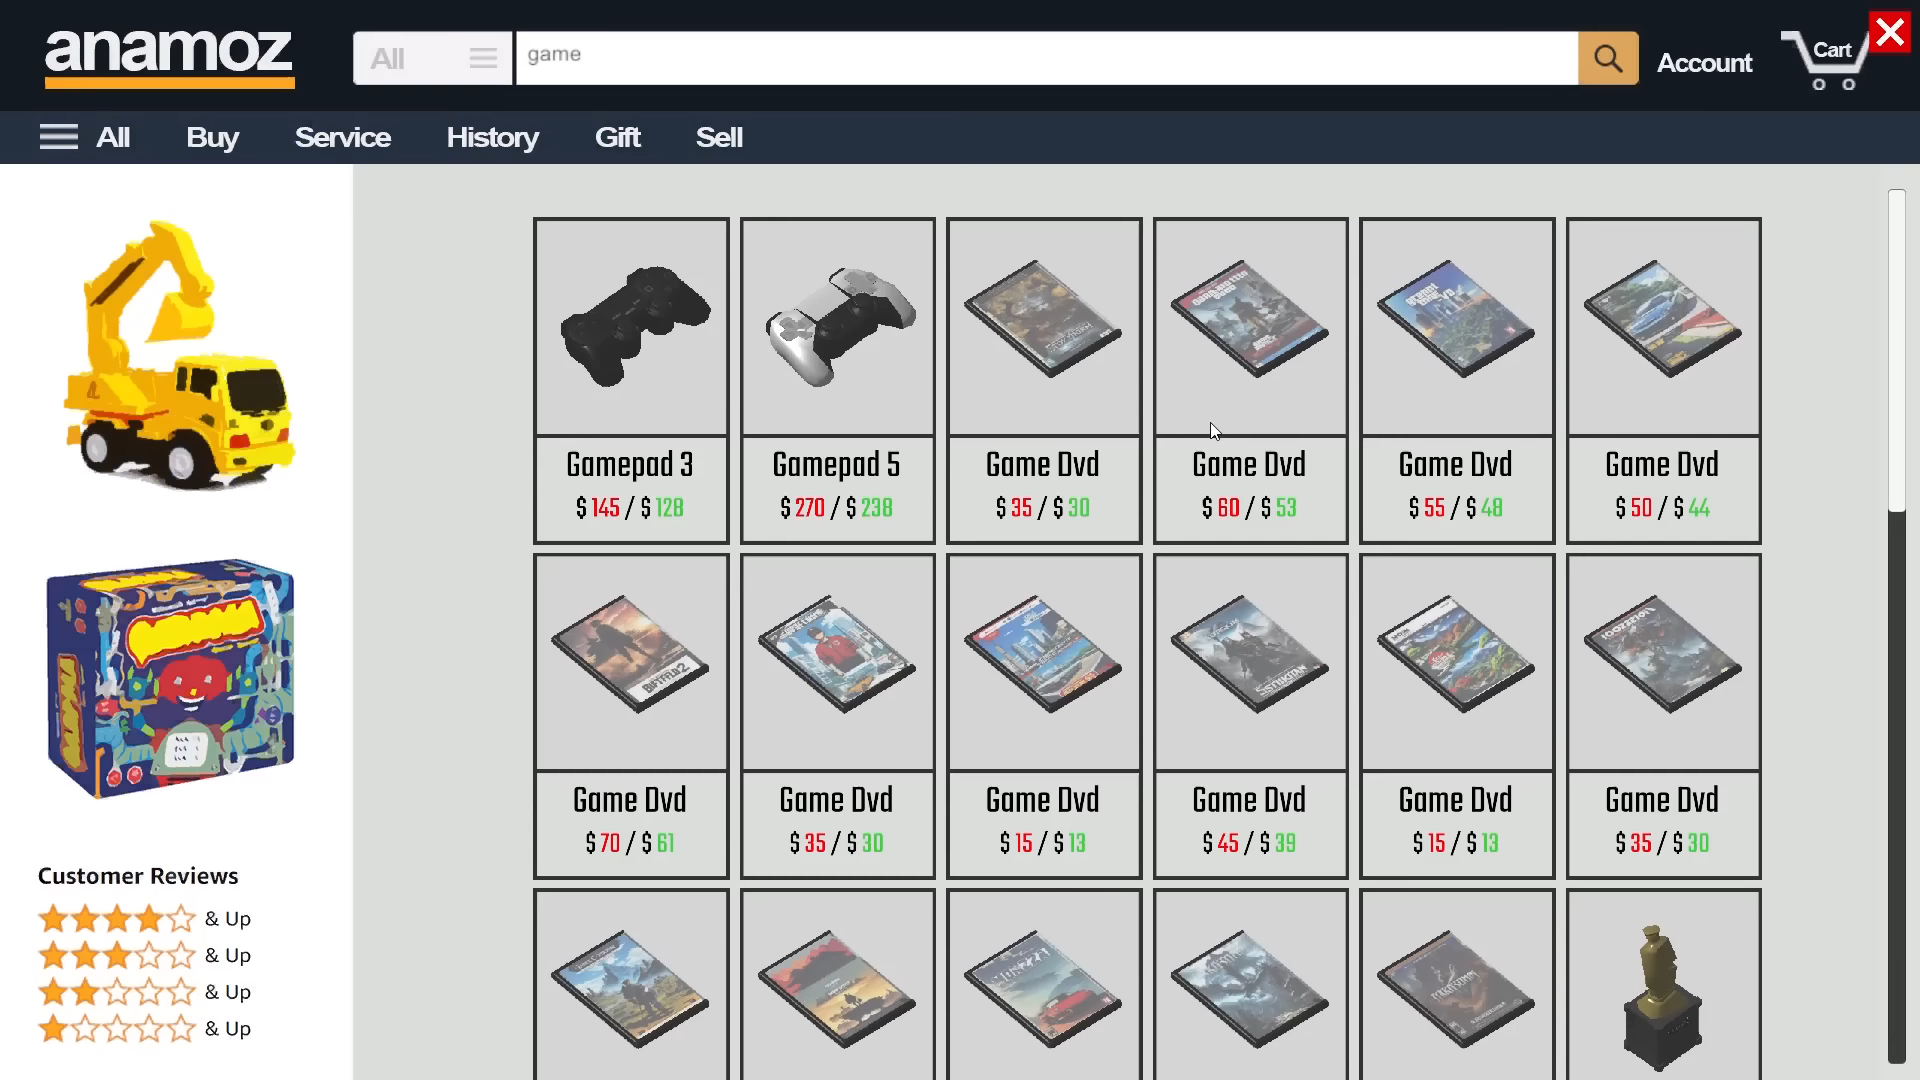 anamoz
All
game
Account
Cart
All
Buy
Service
History
Gift
Sell
Gamepad 3
$ 145 / $ 128
Gamepad 5
$ 270 / $ 238
Game Dvd
$ 35 / $ 30
Game Dvd
$ 60 / $ 53
Game Dvd
$ 55 / $ 48
Game Dvd
$ 50 / $ 44
Game Dvd
$ 70 / $ 61
Game Dvd
$ 35 / $ 30
Game Dvd
$ 15 / $ 13
Game Dvd
$ 45 / $ 39
Game Dvd
$ 15 / $ 13
Game Dvd
$ 35 / $ 30
Customer Reviews
& Up
& Up
& Up
& Up